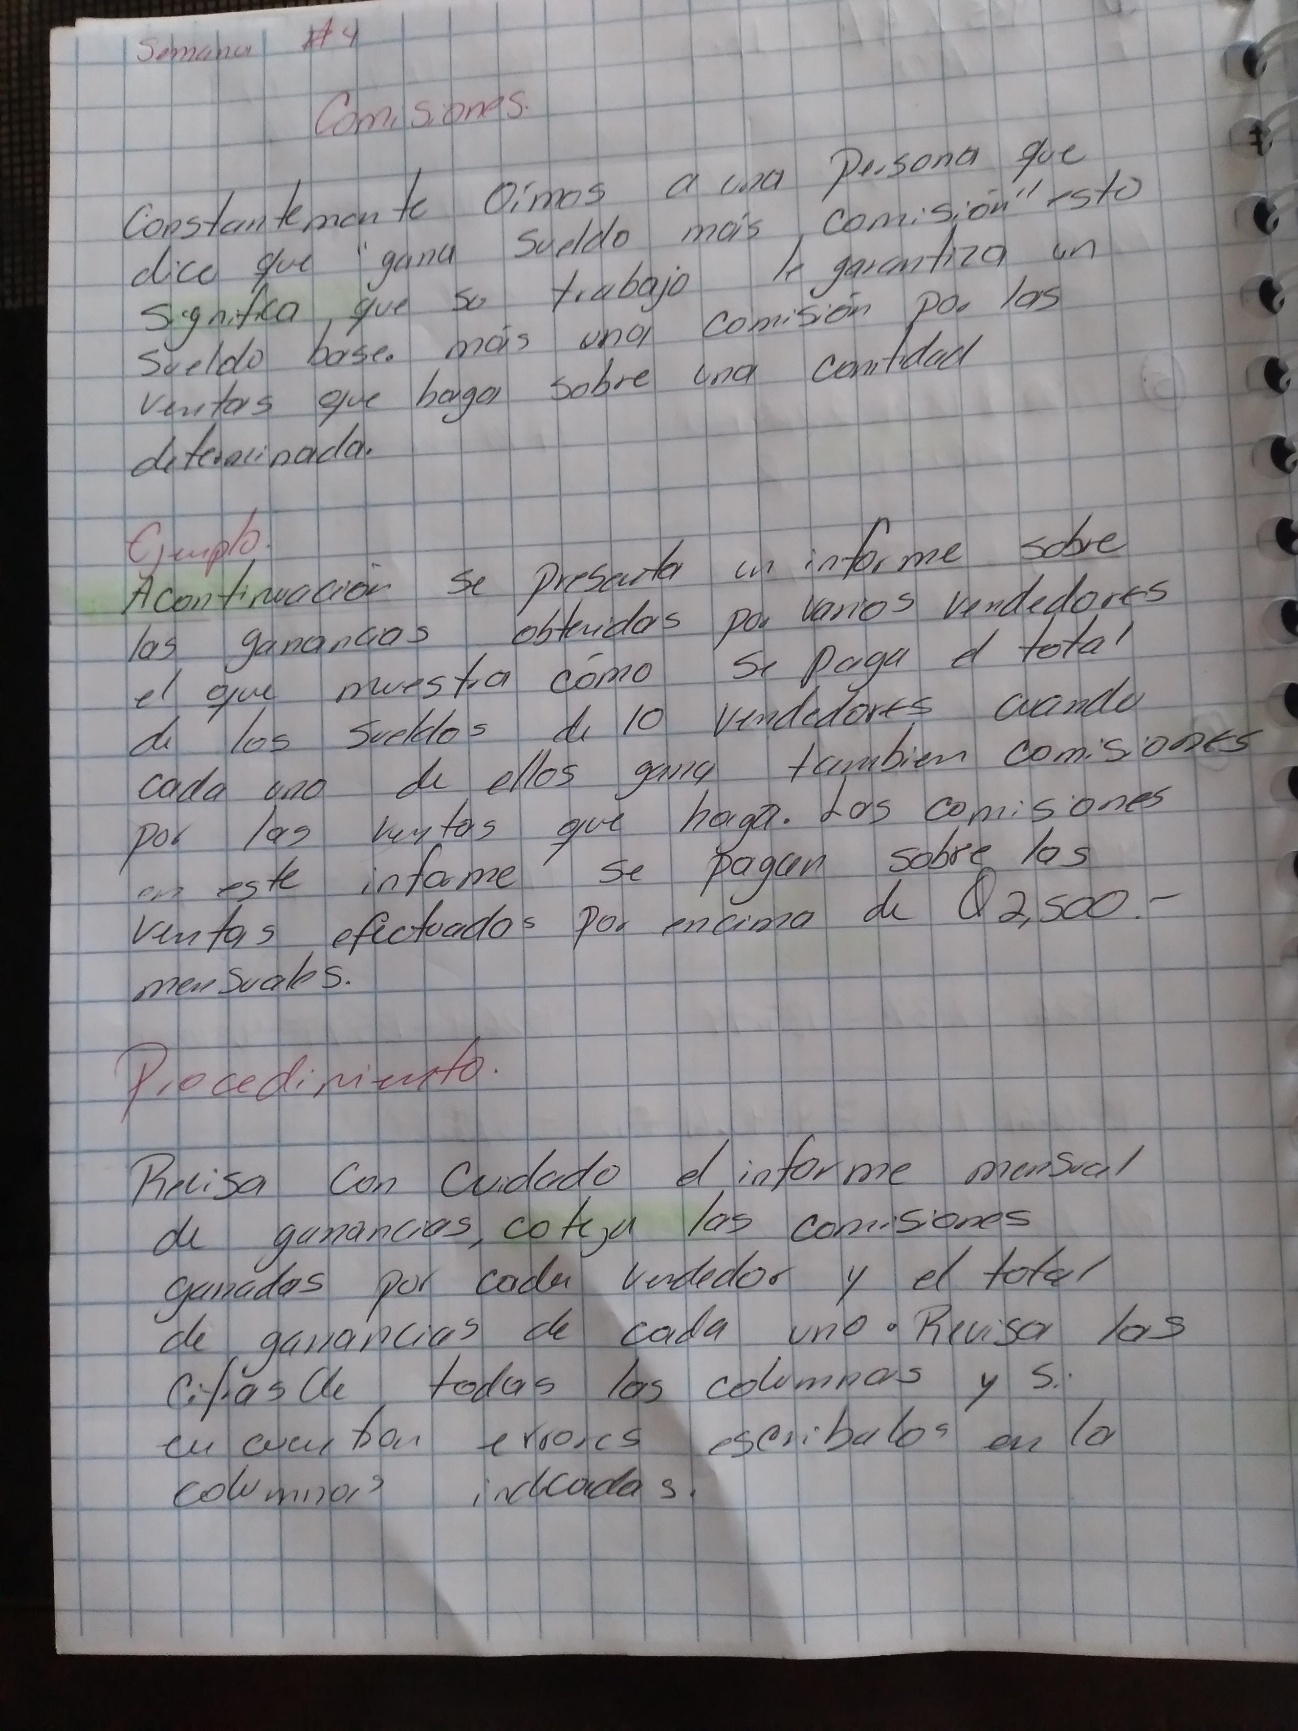 Semana #4
Comisiones.
Constantemente Oimos a una Persona que
dice que "gana sueldo más comisión" esto
significa que su trabajo le garantiza un
sueldo base. más una comisión por las
ventas que haga sobre una cantidad
determinada.
Ejemplo.
A continuación se presenta un informe sobre
las ganancias obtenidas por varios vendedores
el que muestra cómo se paga el total
de los sueldos de 10 vendedores cuando
cada uno de ellos gana tambien comisiones
por las ventas que haga. Las comisiones
en este informe se pagan sobre las
ventas efectuados por encima de Q2,500.-
mensuales.
Procedimiento.
Revisa Con Cuidado el informe mensual
de ganancias, coteja las comisiones
ganadas por cada vendedor y el total
de ganancias de cada uno. Revisa las
Cifras de todas las columnas y si
encuentran errores escribalos en la
columnas indicadas.